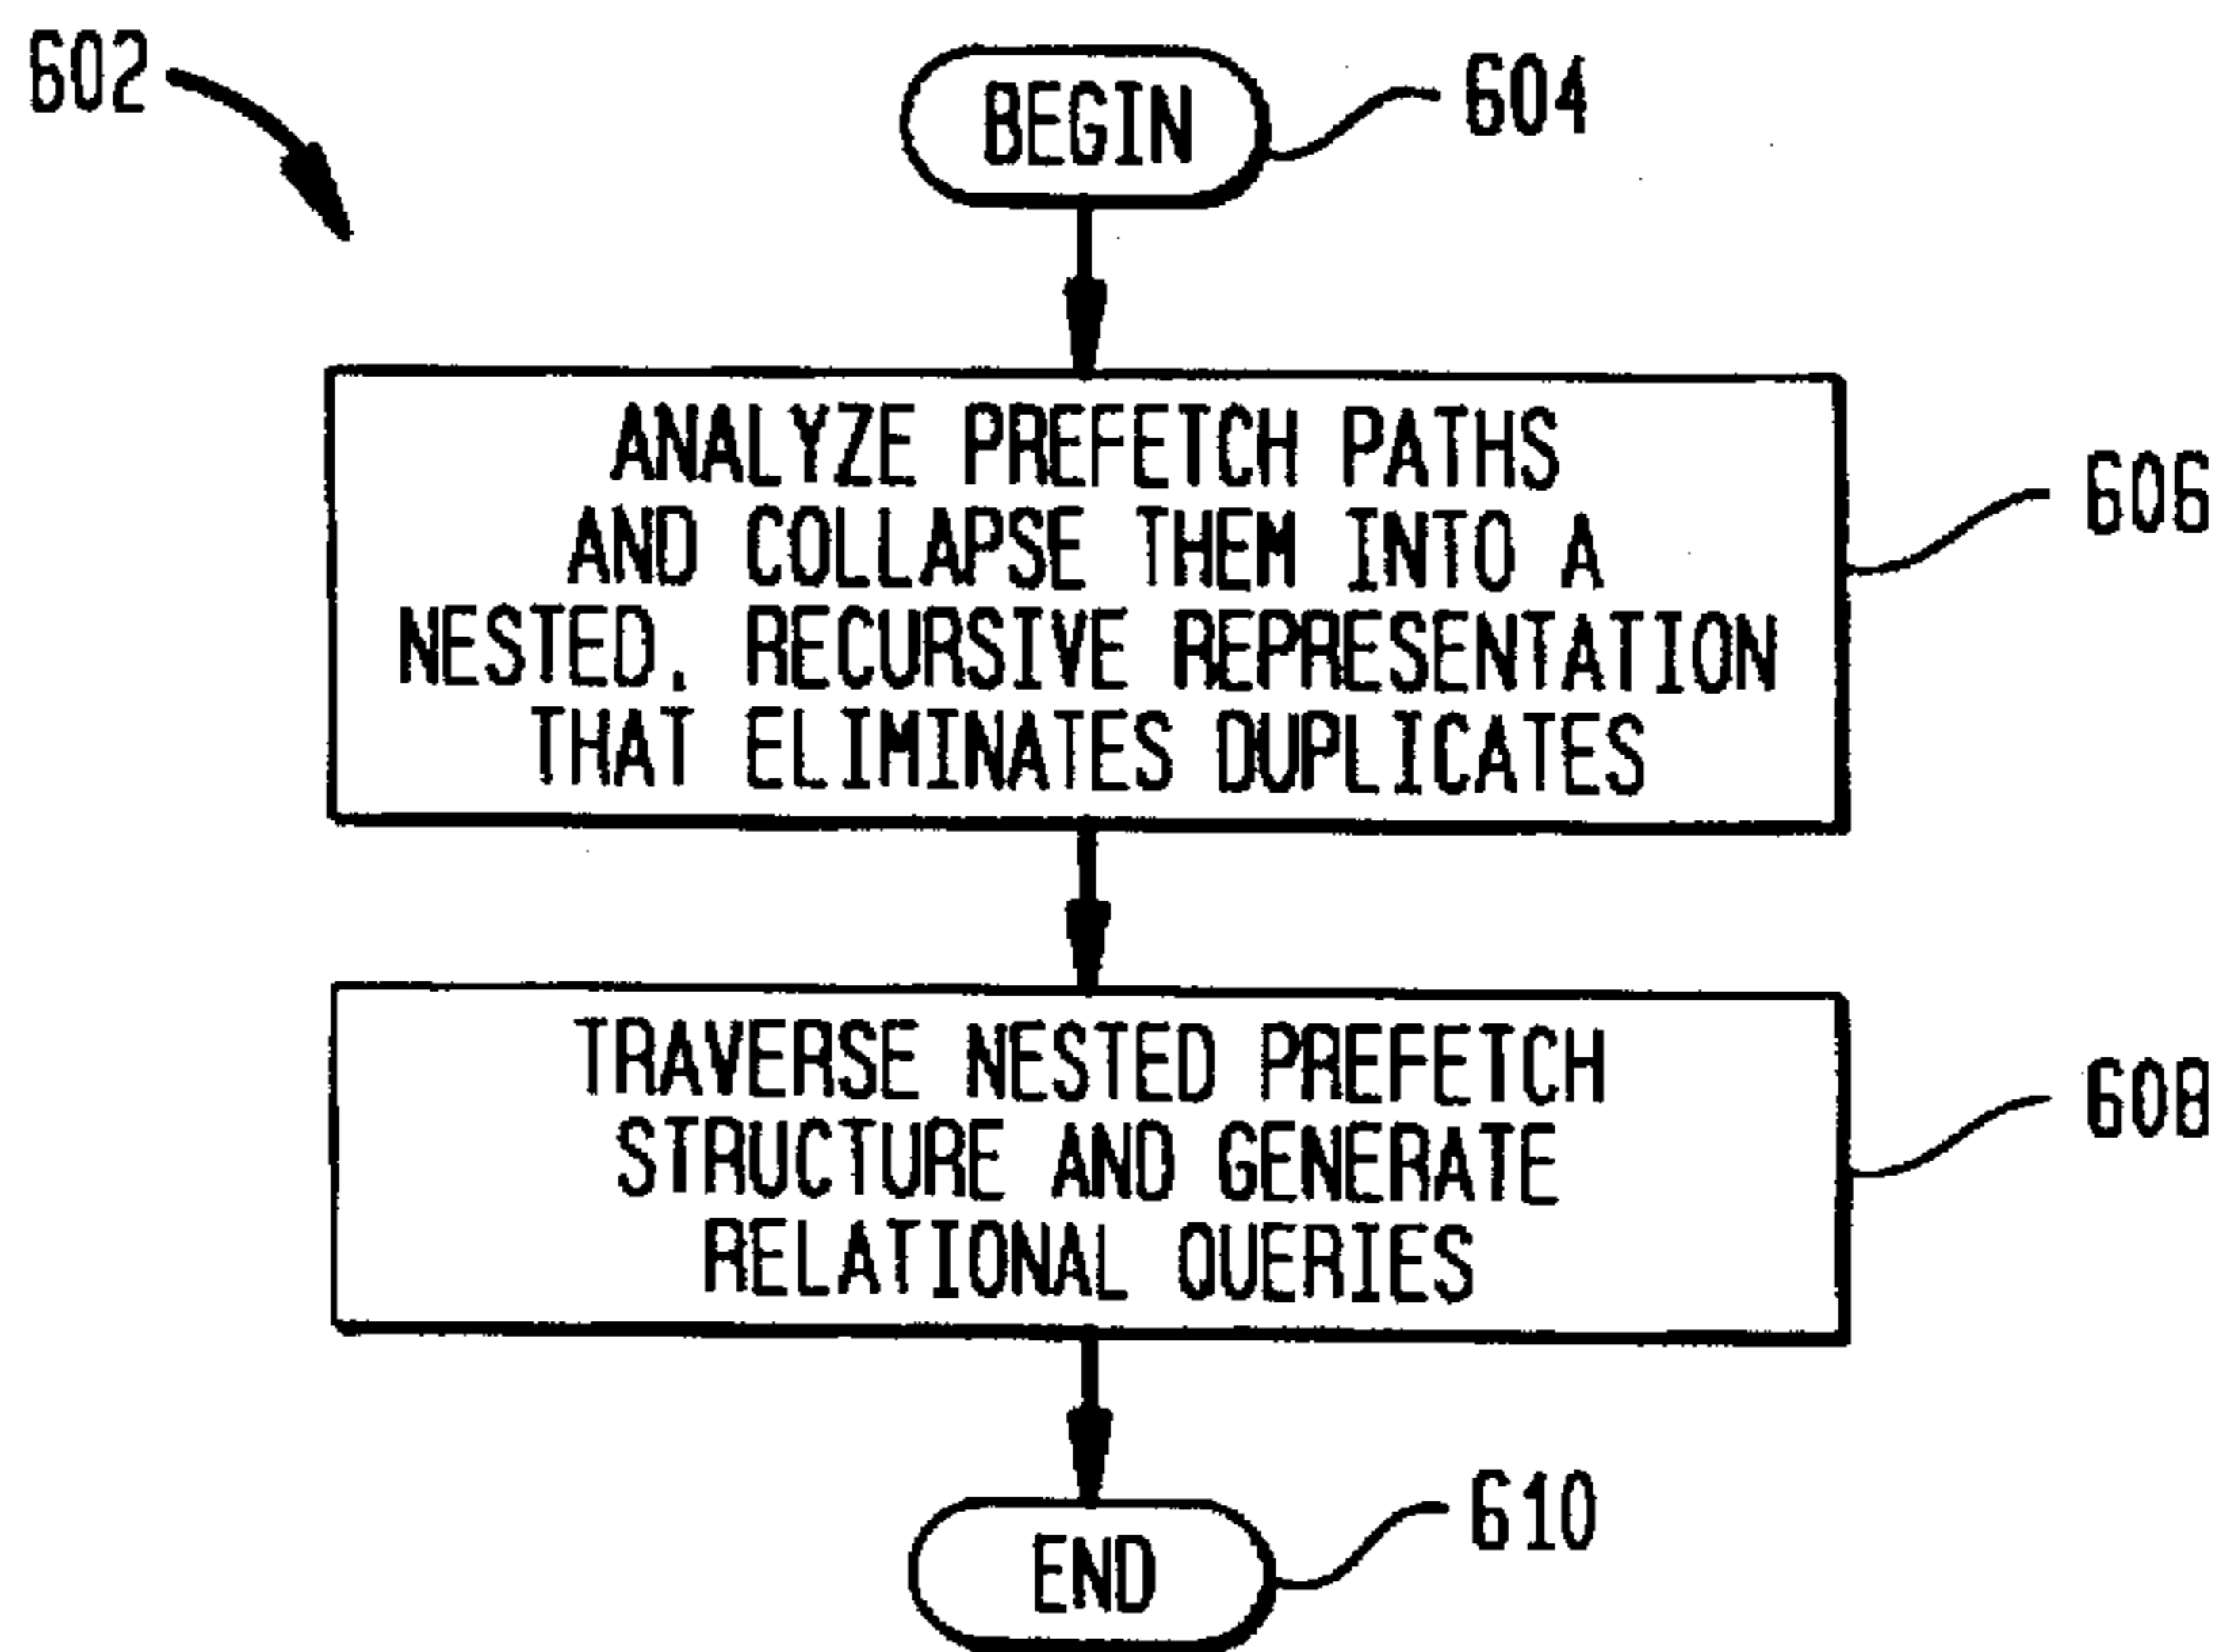 602
BEGIN
604
ANALYZE PREFETCH PATHS
AND COLLAPSE THEM INTO A
NESTED, RECURSIVE REPRESENTATION
THAT ELIMINATES DUPLICATES
606
TRAVERSE NESTED PREFETCH
STRUCTURE AND GENERATE
RELATIONAL QUERIES
608
END
610